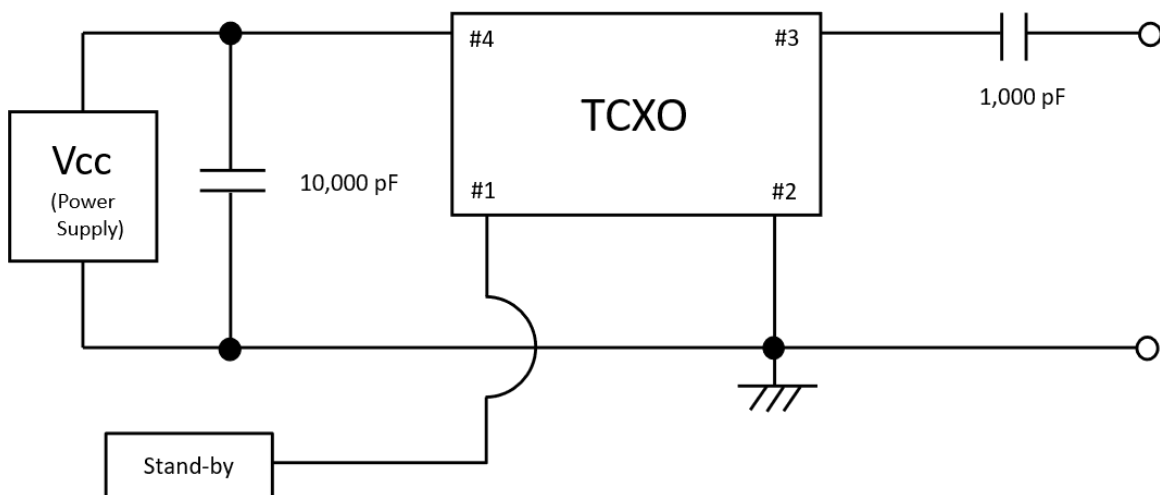 #4
#3
1,000 pF
TCXO
Vcc
(Power
Supply)
10,000 pF
#1
#2
Stand-by